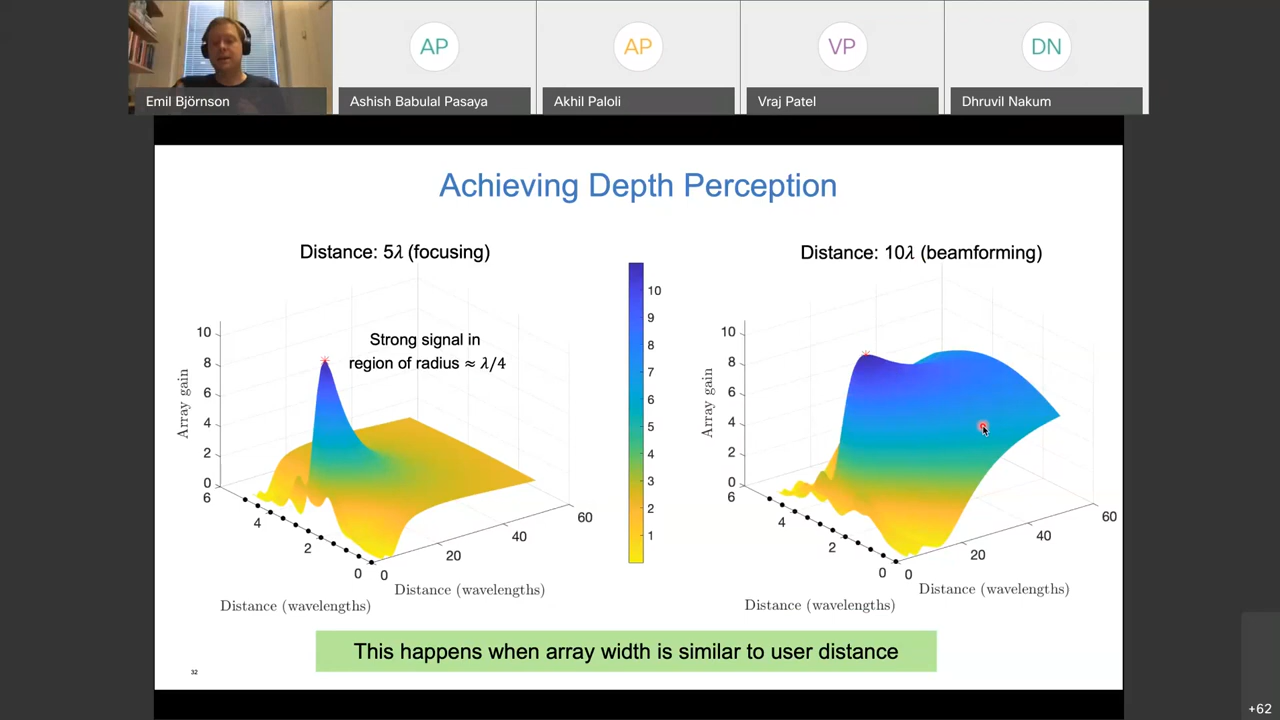 AP
AP
VP
DN
Emil Björnson
Ashish Babulal Pasaya
Akhil Paloli
Vraj Patel
Dhruvil Nakum
Achieving Depth Perception
Distance: 5λ (focusing)
Strong signal in
region of radius ≈ λ/4
Array gain
10
8
6
4
2
0
6
4
2
0
0
20
40
60
Distance (wavelengths)
Distance (wavelengths)
10
9
8
7
6
5
4
3
2
1
Distance: 10λ (beamforming)
Array gain
10
8
6
4
2
0
6
4
2
0
0
20
40
60
Distance (wavelengths)
Distance (wavelengths)
This happens when array width is similar to user distance
32
+62